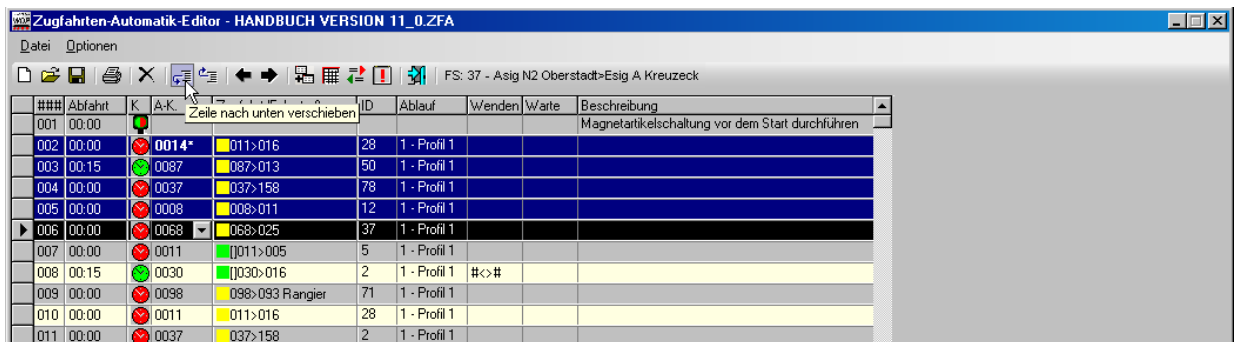 Zugfahrten-Automatik-Editor - HANDBUCH VERSION 11_0.ZFA
Datei Optionen
FS: 37 - Asig N2 Oberstadt>Esig A Kreuzeck
### Abfahrt K A-K. ID Ablauf Wenden Warte Beschreibung
Zeile nach unten verschieben
001 00:00 Magnetartikelschaltung vor dem Start durchführen
002 00:00 0014* 011>016 28 1 - Profil 1
003 00:15 0087 087>013 50 1 - Profil 1
004 00:00 0037 037>158 78 1 - Profil 1
005 00:00 0008 008>011 12 1 - Profil 1
006 00:00 0068 068>025 37 1 - Profil 1
007 00:00 0011 []011>005 5 1 - Profil 1
008 00:15 0030 []030>016 2 1 - Profil 1 #<>#
009 00:00 0098 098>093 Rangier 71 1 - Profil 1
010 00:00 0011 011>016 28 1 - Profil 1
011 00:00 0037 037>158 2 1 - Profil 1